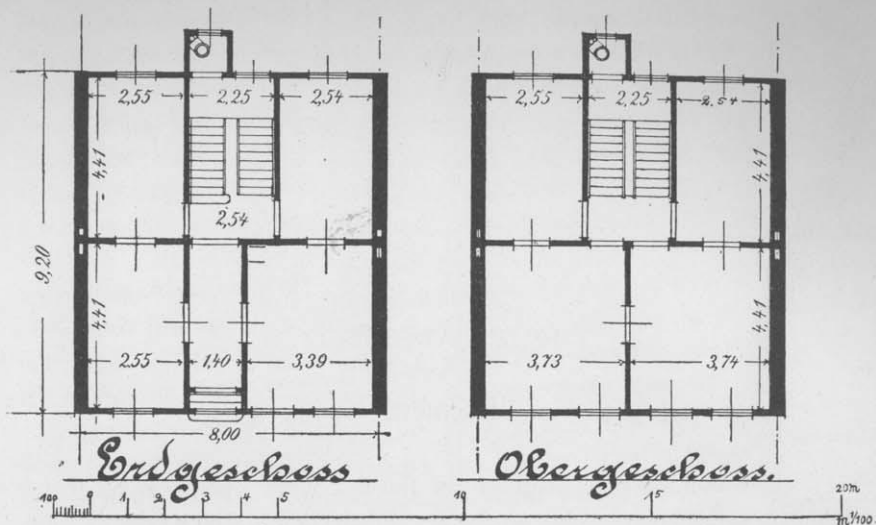 2,55 2,25 2,54
4,41
2,54
9,20
4,41
2.55 1,40 3,39
8,00
Erdgeschoss
2,55 2,25 2.54
4,41
4,41
3,73 3,74
Obergeschoss.
100 0 1 2 3 4 5 10 15 20m
m 1/100